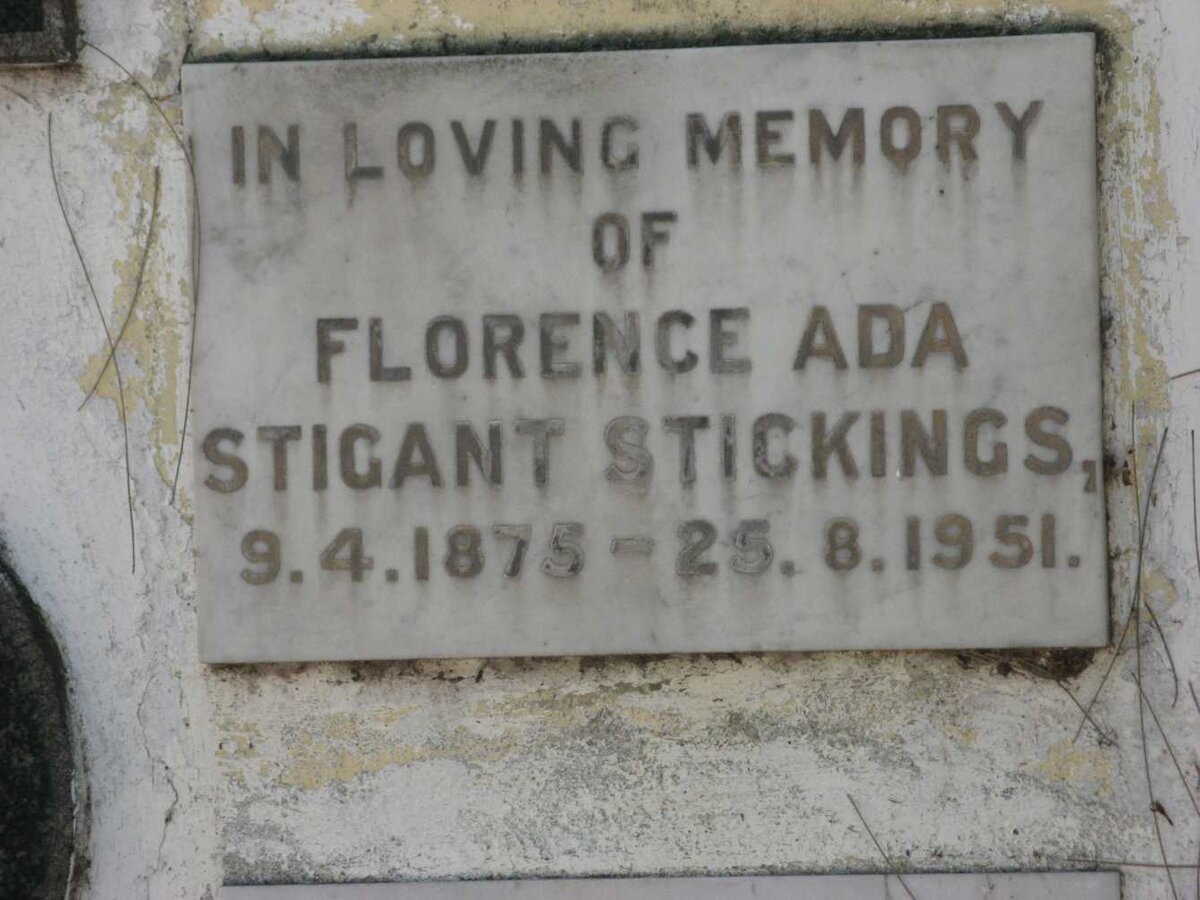 IN LOVING MEMORY
OF
FLORENCE ADA
STIGANT STICKINGS,
9.4.1875 - 25.8.1951.